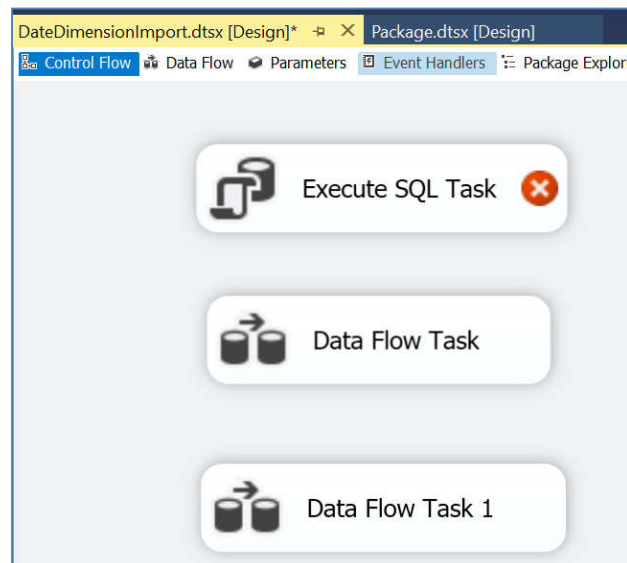 DateDimensionImport.dtsx [Design]* Package.dtsx [Design]
Control Flow Data Flow Parameters Event Handlers Package Explor
Execute SQL Task
Data Flow Task
Data Flow Task 1